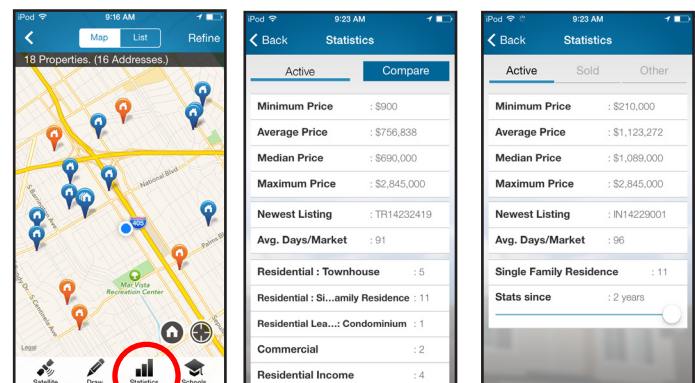 iPod 9:16 AM
Map List Refine
18 Properties. (16 Addresses.)
National Blvd
S Barrington Ave
405
Palms Bl
Mar Vista
Recreation Center
S Centinela Ave
Legal
Satellite Draw Statistics Schools
iPod 9:23 AM
Back Statistics
Active Compare
Minimum Price : $900
Average Price : $756,838
Median Price : $690,000
Maximum Price : $2,845,000
Newest Listing : TR14232419
Avg. Days/Market : 91
Residential : Townhouse : 5
Residential : Si...amily Residence : 11
Residential Lea...: Condominium : 1
Commercial : 2
Residential Income : 4
iPod 9:23 AM
Back Statistics
Active Sold Other
Minimum Price : $210,000
Average Price : $1,123,272
Median Price : $1,089,000
Maximum Price : $2,845,000
Newest Listing : IN14229001
Avg. Days/Market : 96
Single Family Residence : 11
Stats since : 2 years